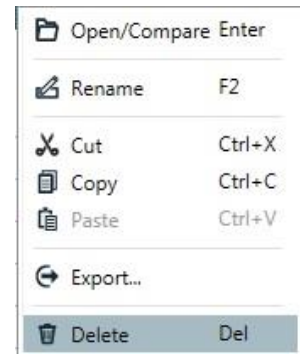 Open/Compare Enter
Rename F2
Cut Ctrl+X
Copy Ctrl+C
Paste Ctrl+V
Export...
Delete Del